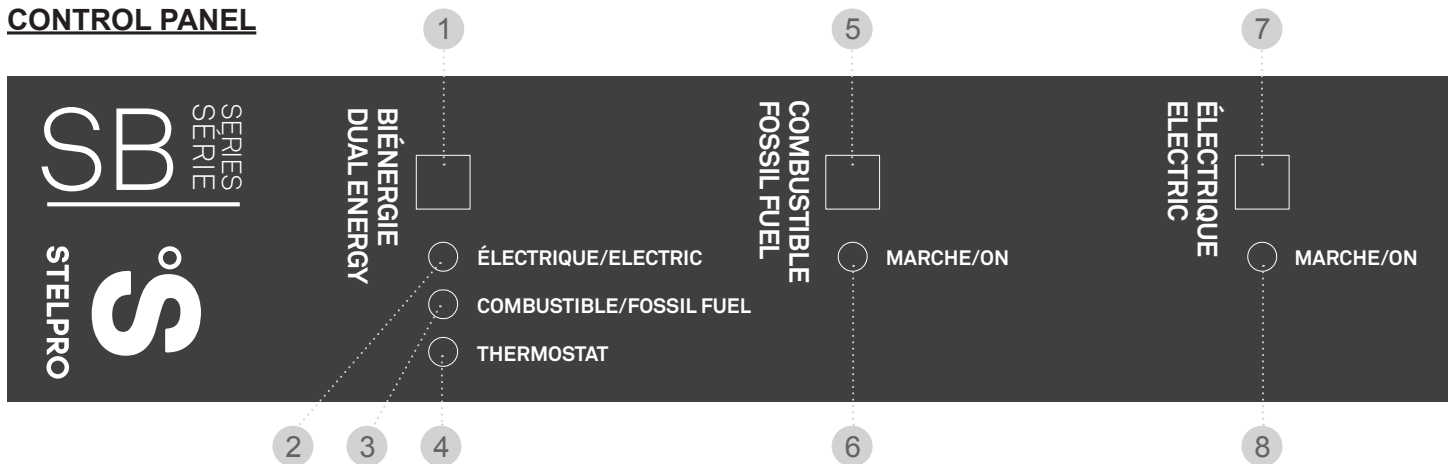 CONTROL PANEL
1
5
7
SB
SERIES
SÉRIE
STELPRO
BIÉNERGIE
DUAL ENERGY
ÉLECTRIQUE/ELECTRIC
COMBUSTIBLE/FOSSIL FUEL
THERMOSTAT
COMBUSTIBLE
FOSSIL FUEL
MARCHE/ON
ÉLECTRIQUE
ELECTRIC
MARCHE/ON
2
3
4
6
8